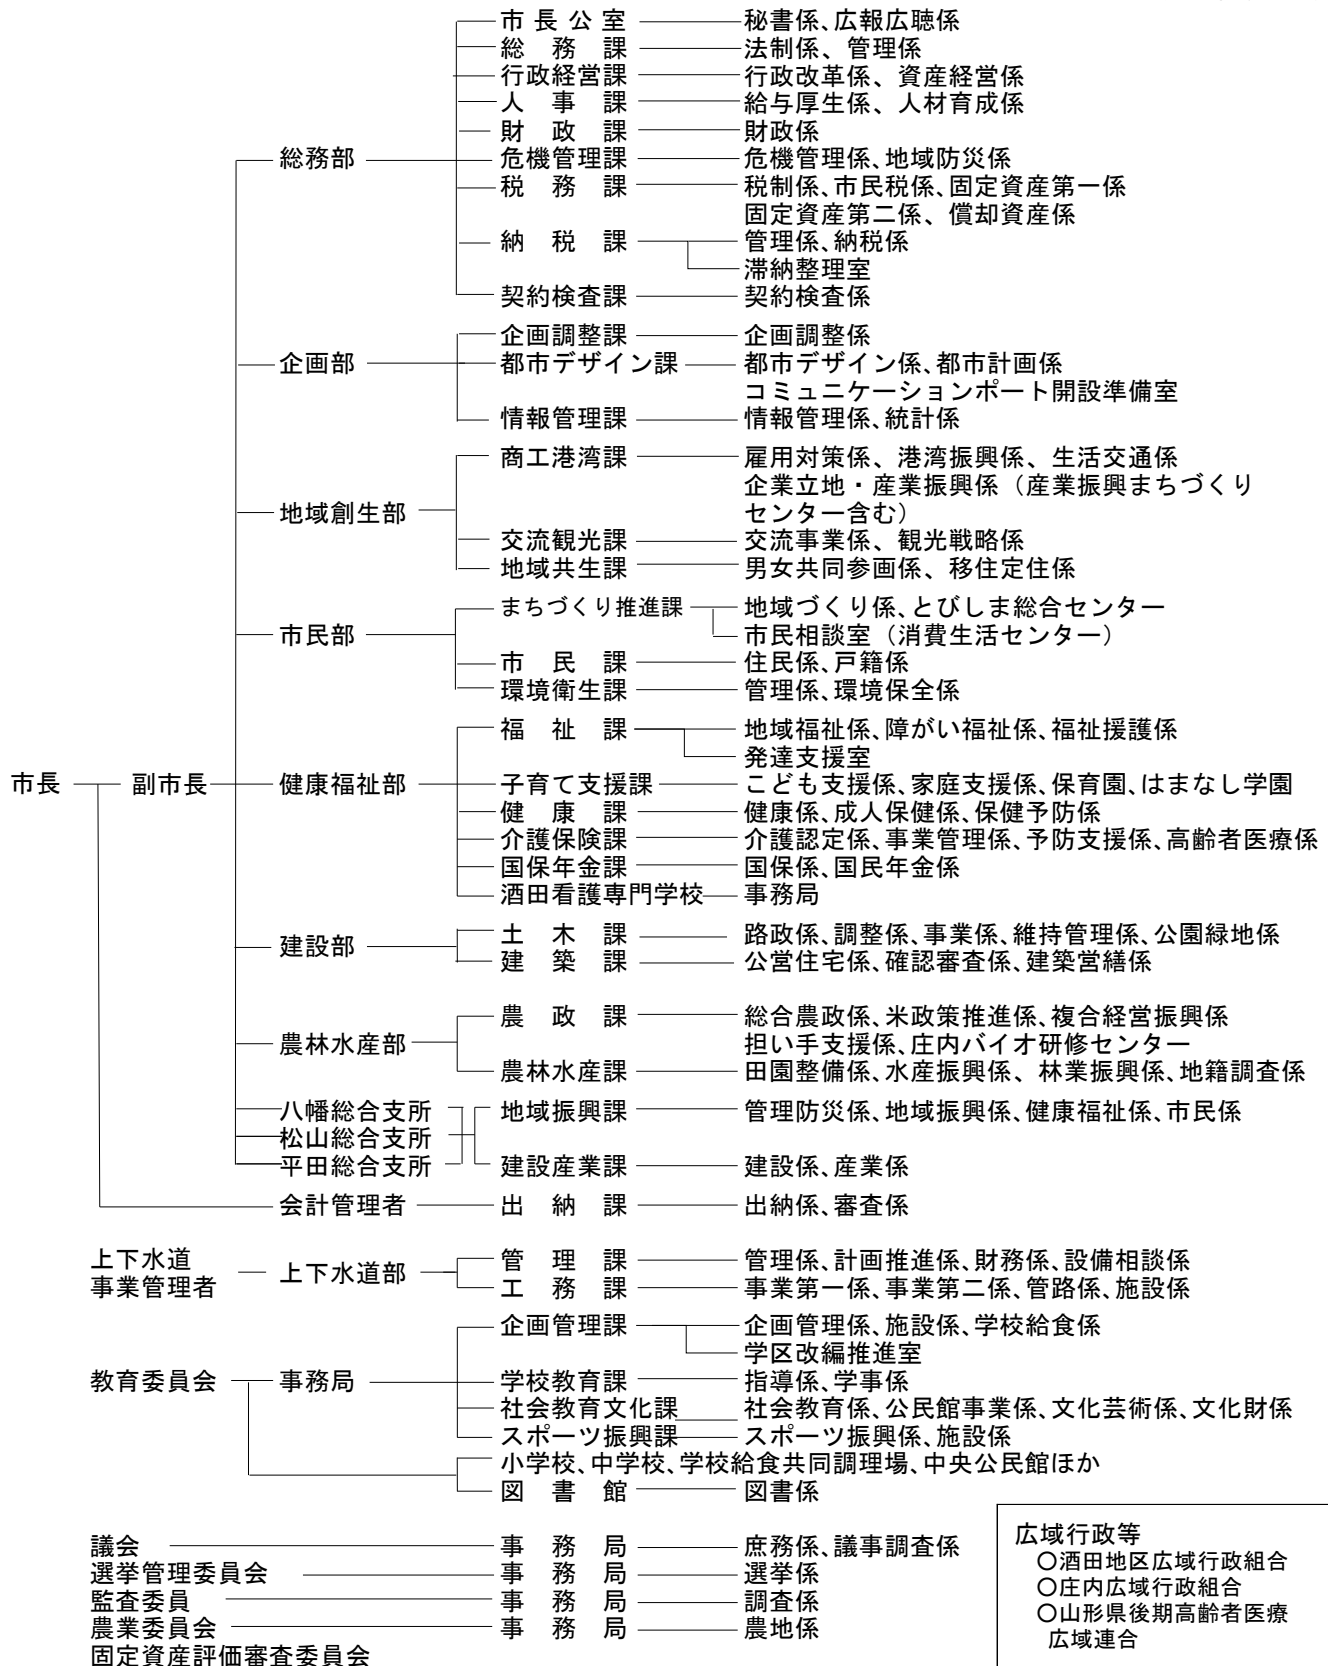 市長公室 秘書係、広報広聴係
総務課 法制係、管理係
行政経営課 行政改革係、資産経営係
人事課 給与厚生係、人材育成係
財政課 財政係
総務部 危機管理課 危機管理係、地域防災係
税務課 税制係、市民税係、固定資産第一係
固定資産第二係、償却資産係
納税課 管理係、納税係
滞納整理室
契約検査課 契約検査係
企画調整課 企画調整係
企画部 都市デザイン課 都市デザイン係、都市計画係
コミュニケーションポート開設準備室
情報管理課 情報管理係、統計係
商工港湾課 雇用対策係、港湾振興係、生活交通係
企業立地・産業振興係（産業振興まちづくり
地域創生部 センター含む）
交流観光課 交流事業係、観光戦略係
地域共生課 男女共同参画係、移住定住係
まちづくり推進課 地域づくり係、とびしま総合センター
市民部 市民相談室（消費生活センター）
市民課 住民係、戸籍係
環境衛生課 管理係、環境保全係
福祉課 地域福祉係、障がい福祉係、福祉援護係
発達支援室
市長 副市長 健康福祉部 子育て支援課 こども支援係、家庭支援係、保育園、はまなし学園
健康課 健康係、成人保健係、保健予防係
介護保険課 介護認定係、事業管理係、予防支援係、高齢者医療係
国保年金課 国保係、国民年金係
酒田看護専門学校 事務局
建設部 土木課 路政係、調整係、事業係、維持管理係、公園緑地係
建築課 公営住宅係、確認審査係、建築営繕係
農政課 総合農政係、米政策推進係、複合経営振興係
農林水産部 担い手支援係、庄内バイオ研修センター
農林水産課 田園整備係、水産振興係、林業振興係、地籍調査係
八幡総合支所 地域振興課 管理防災係、地域振興係、健康福祉係、市民係
松山総合支所
平田総合支所 建設産業課 建設係、産業係
会計管理者 出納課 出納係、審査係
上下水道
事業管理者 上下水道部 管理課 管理係、計画推進係、財務係、設備相談係
工務課 事業第一係、事業第二係、管路係、施設係
企画管理課 企画管理係、施設係、学校給食係
学区改編推進室
教育委員会 事務局 学校教育課 指導係、学事係
社会教育文化課 社会教育係、公民館事業係、文化芸術係、文化財係
スポーツ振興課 スポーツ振興係、施設係
小学校、中学校、学校給食共同調理場、中央公民館ほか
図書館 図書係
議会 事務局 庶務係、議事調査係
選挙管理委員会 事務局 選挙係
監査委員 事務局 調査係
農業委員会 事務局 農地係
固定資産評価審査委員会
広域行政等
〇酒田地区広域行政組合
〇庄内広域行政組合
〇山形県後期高齢者医療
広域連合